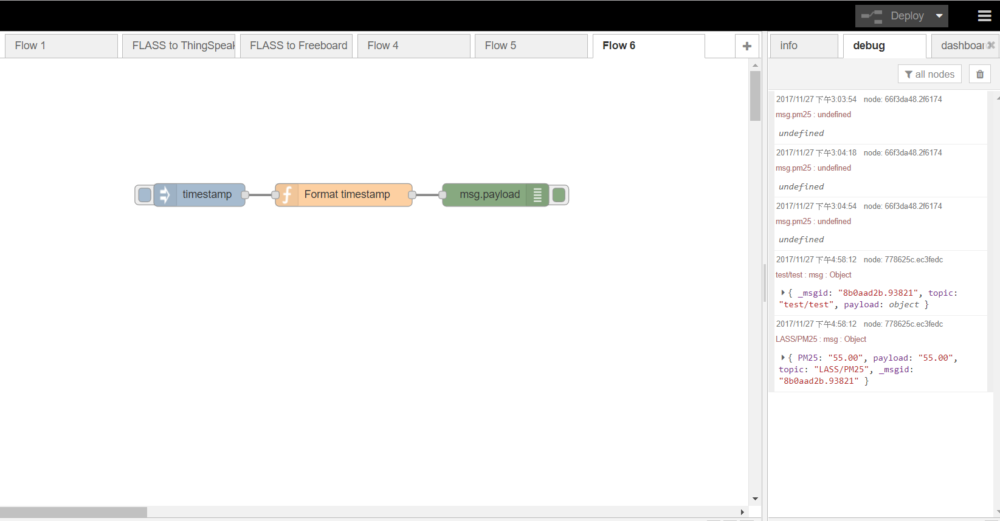 Deploy
Flow 1
FLASS to ThingSpeak
FLASS to Freeboard
Flow 4
Flow 5
Flow 6
info
debug
dashboar
all nodes
timestamp
Format timestamp
msg.payload
2017/11/27 下午3:03:54 node: 66f3da48.2f6174
msg.pm25 : undefined
undefined
2017/11/27 下午3:04:18 node: 66f3da48.2f6174
msg.pm25 : undefined
undefined
2017/11/27 下午3:04:54 node: 66f3da48.2f6174
msg.pm25 : undefined
undefined
2017/11/27 下午4:58:12 node: 778625c.ec3fedc
test/test : msg : Object
{ _msgid: "8b0aad2b.93821", topic:
"test/test", payload: object }
2017/11/27 下午4:58:12 node: 778625c.ec3fedc
LASS/PM25 : msg : Object
{ PM25: "55.00", payload: "55.00",
topic: "LASS/PM25", _msgid:
"8b0aad2b.93821" }